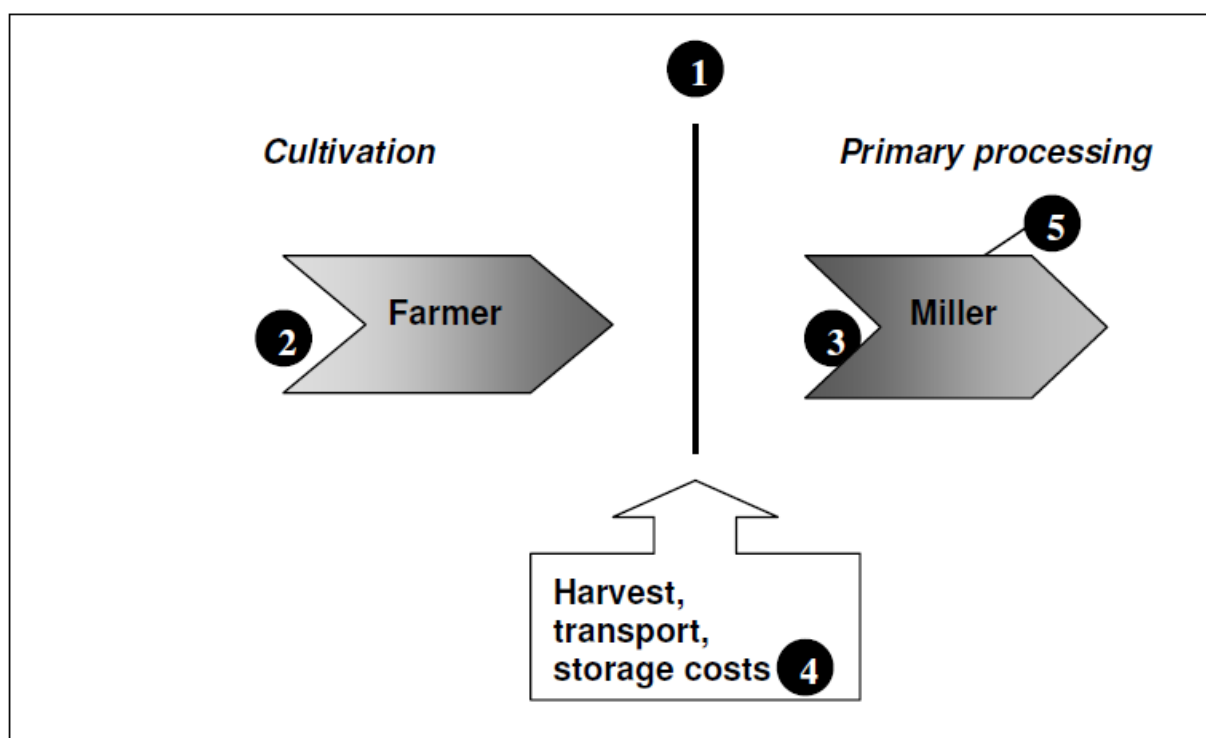 1
Cultivation
Primary processing
5
Farmer
Miller
2
3
Harvest,
transport,
storage costs 4